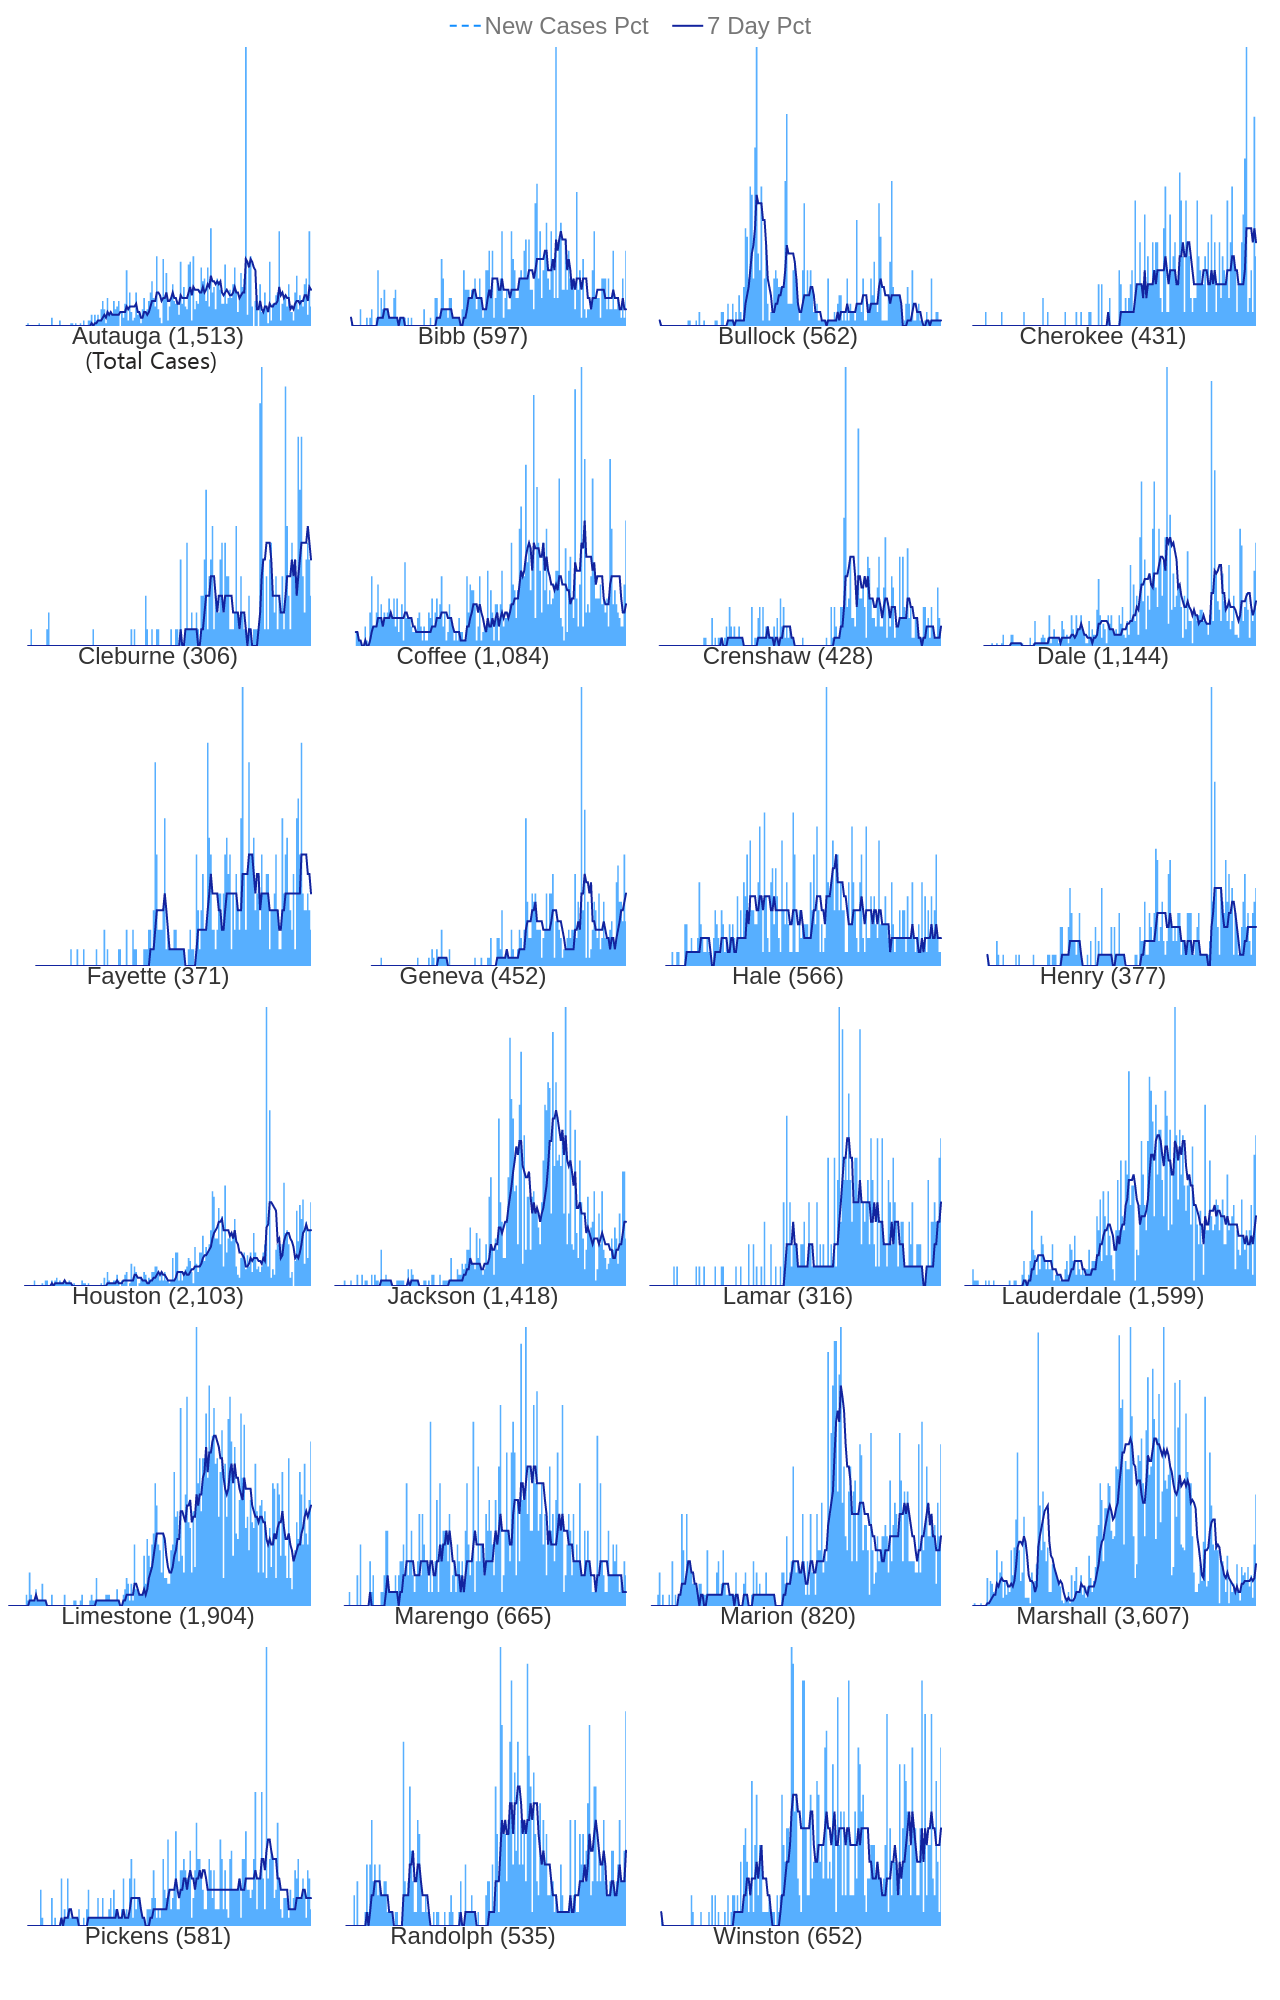 New Cases Pct 7 Day Pct
Autauga (1,513) Bibb (597) Bullock (562) Cherokee (431)
(Total Cases)
Cleburne (306) Coffee (1,084) Crenshaw (428) Dale (1,144)
Fayette (371) Geneva (452) Hale (566) Henry (377)
Houston (2,103) Jackson (1,418) Lamar (316) Lauderdale (1,599)
Limestone (1,904) Marengo (665) Marion (820) Marshall (3,607)
Pickens (581) Randolph (535) Winston (652)